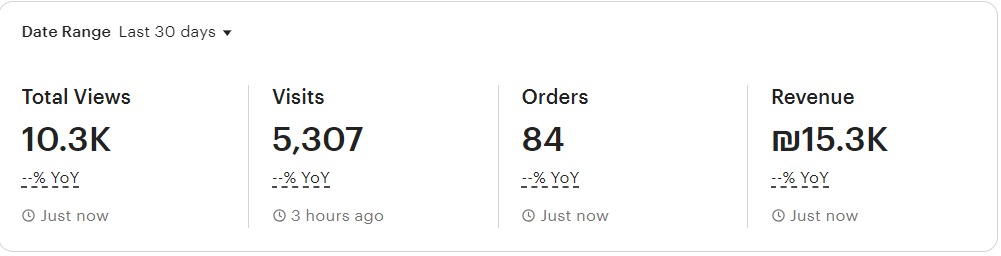 Date Range Last 30 days
Total Views
10.3K
--% YoY
Just now
Visits
5,307
--% YoY
3 hours ago
Orders
84
--% YoY
Just now
Revenue
₪15.3K
--% YoY
Just now